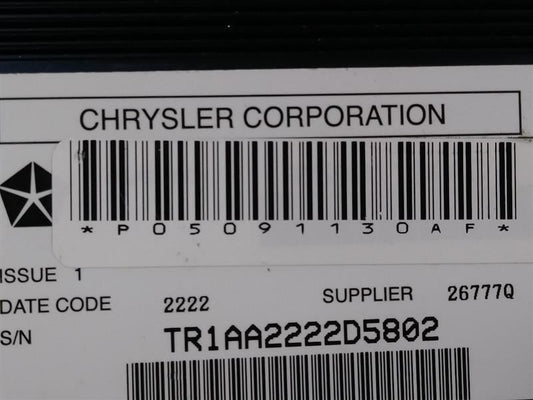 CHRYSLER CORPORATION
*P05091130AF*
ISSUE 1
DATE CODE 2222 SUPPLIER 26777Q
S/N TR1AA2222D5802